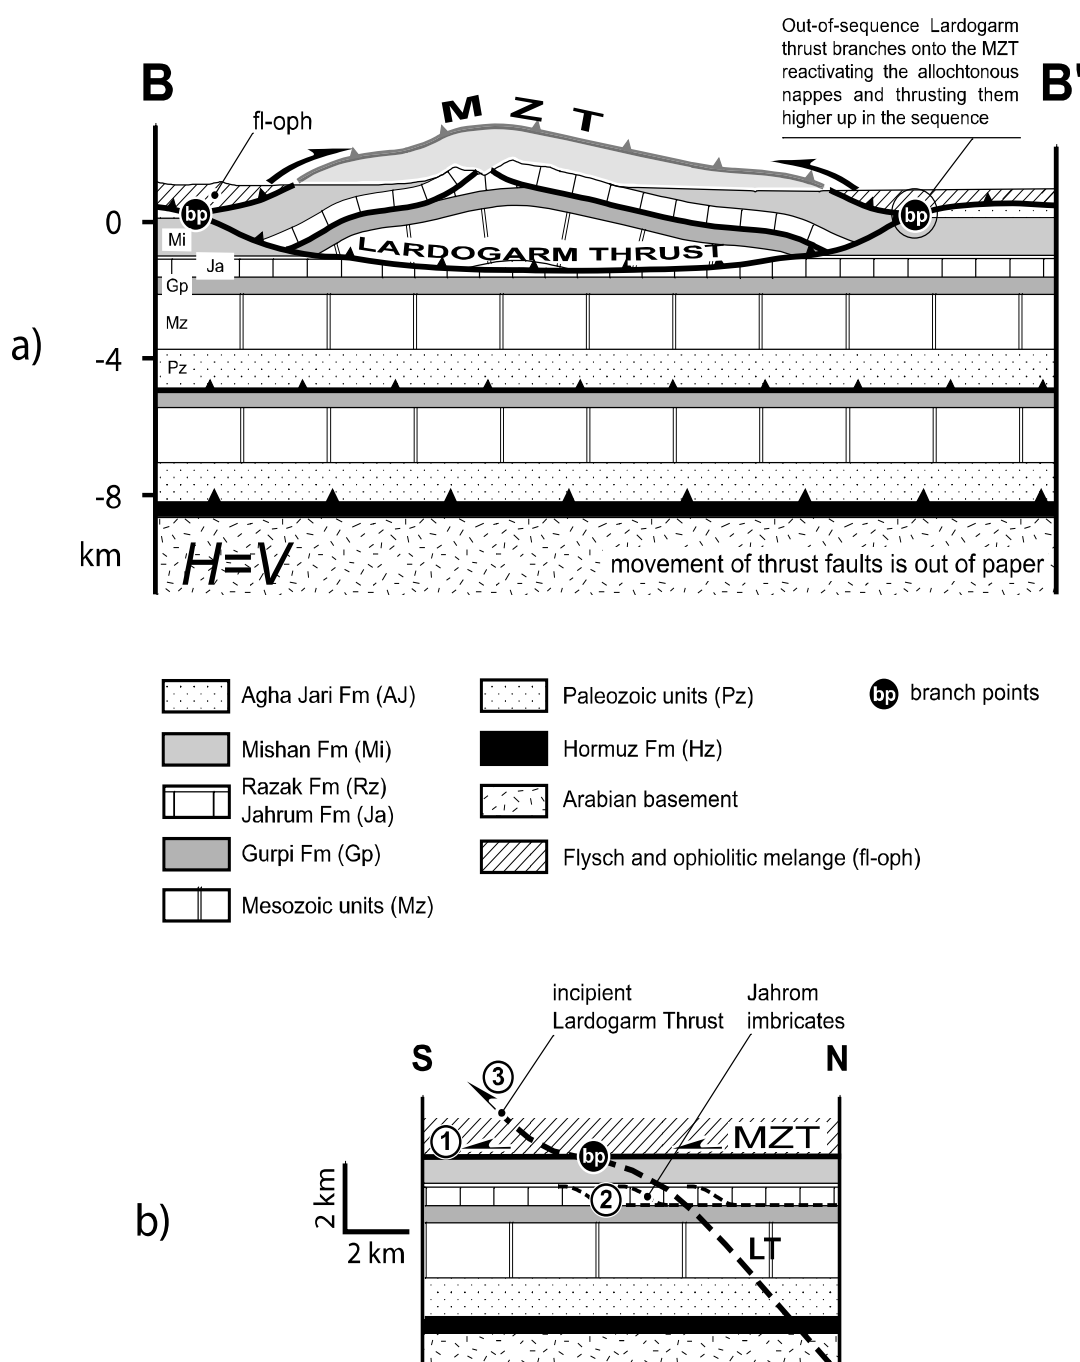 Out-of-sequence Lardogarm
thrust branches onto the MZT
reactivating the allochtonous
nappes and thrusting them
higher up in the sequence
B
B'
MZT
fl-oph
bp
bp
0
Mi
LARDOGARM THRUST
Ja
Gp
Mz
a)
-4
Pz
-8
km
H=V
movement of thrust faults is out of paper
Agha Jari Fm (AJ)
Mishan Fm (Mi)
Razak Fm (Rz)
Jahrum Fm (Ja)
Gurpi Fm (Gp)
Mesozoic units (Mz)
Paleozoic units (Pz)
Hormuz Fm (Hz)
Arabian basement
Flysch and ophiolitic melange (fl-oph)
bp branch points
incipient
Lardogarm Thrust
Jahrom
imbricates
S
N
3
1
MZT
bp
2
2 km
2 km
b)
LT